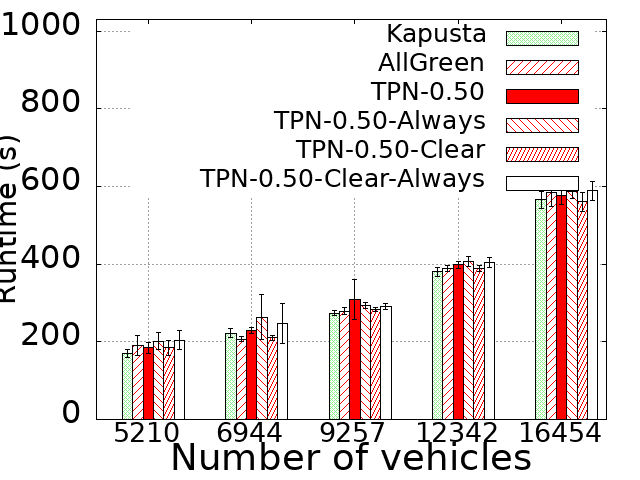 1000
800
600
400
200
0
Runtime (s)
Kapusta
AllGreen
TPN-0.50
TPN-0.50-Always
TPN-0.50-Clear
TPN-0.50-Clear-Always
5210 6944 9257 12342 16454
Number of vehicles